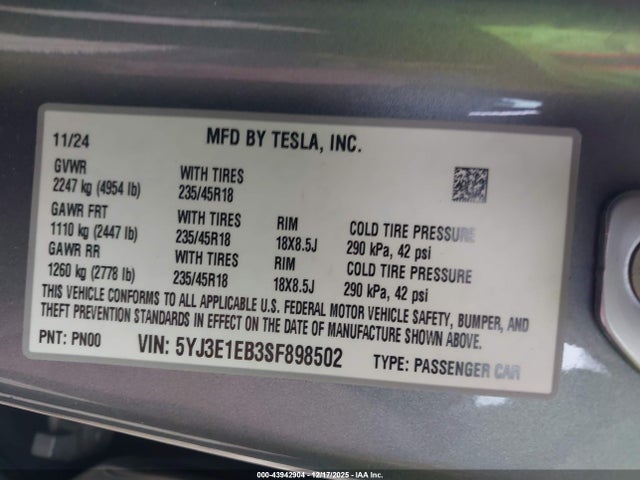 11/24 MFD BY TESLA, INC.
GVWR WITH TIRES
2247 kg (4954 lb) 235/45R18
GAWR FRT WITH TIRES RIM COLD TIRE PRESSURE
1110 kg (2447 lb) 235/45R18 18X8.5J 290 kPa, 42 psi
GAWR RR WITH TIRES RIM COLD TIRE PRESSURE
1260 kg (2778 lb) 235/45R18 18X8.5J 290 kPa, 42 psi
THIS VEHICLE CONFORMS TO ALL APPLICABLE U.S. FEDERAL MOTOR VEHICLE SAFETY, BUMPER, AND
THEFT PREVENTION STANDARDS IN EFFECT ON THE DATE OF MANUFACTURE SHOWN ABOVE.
PNT: PN00 VIN: 5YJ3E1EB3SF898502 TYPE: PASSENGER CAR
000-43942904 - 12/17/2025 - IAA Inc.